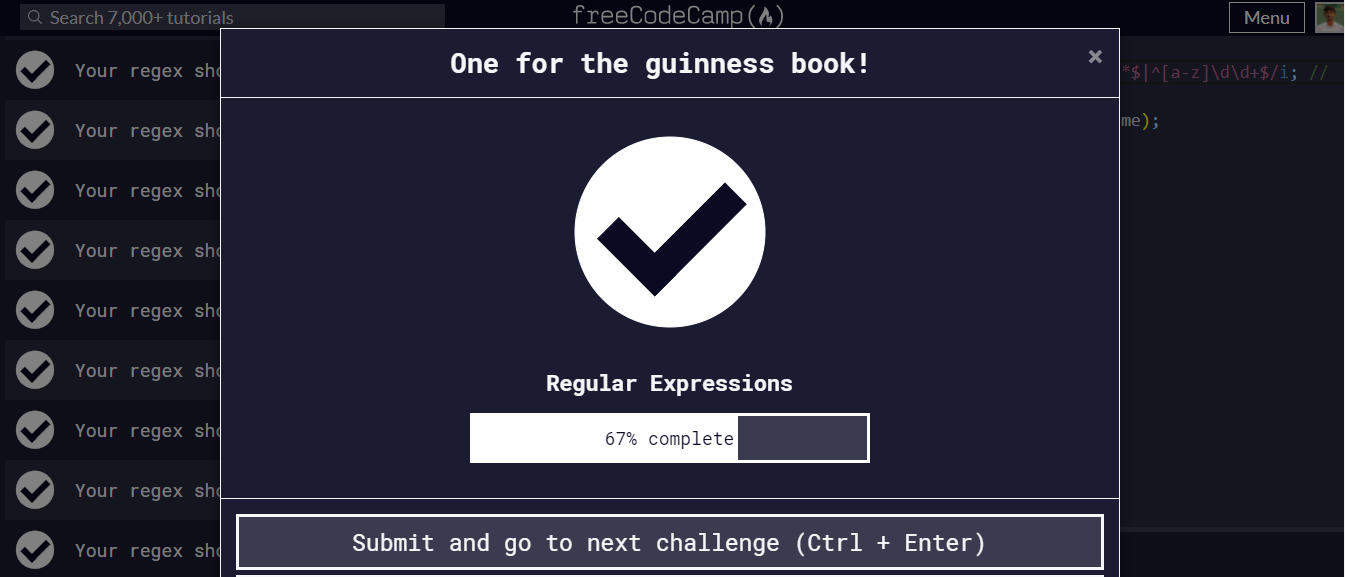 Search 7,000+ tutorials
freeCodeCamp(🔥)
Menu
One for the guinness book!
×
Your regex sho
Your regex sho
Your regex sho
Your regex sho
Your regex sho
Your regex sho
Your regex sho
Your regex sho
Your regex sho
*$|^[a-z]\d\d+$/i; //
me);
Regular Expressions
67% complete
Submit and go to next challenge (Ctrl + Enter)